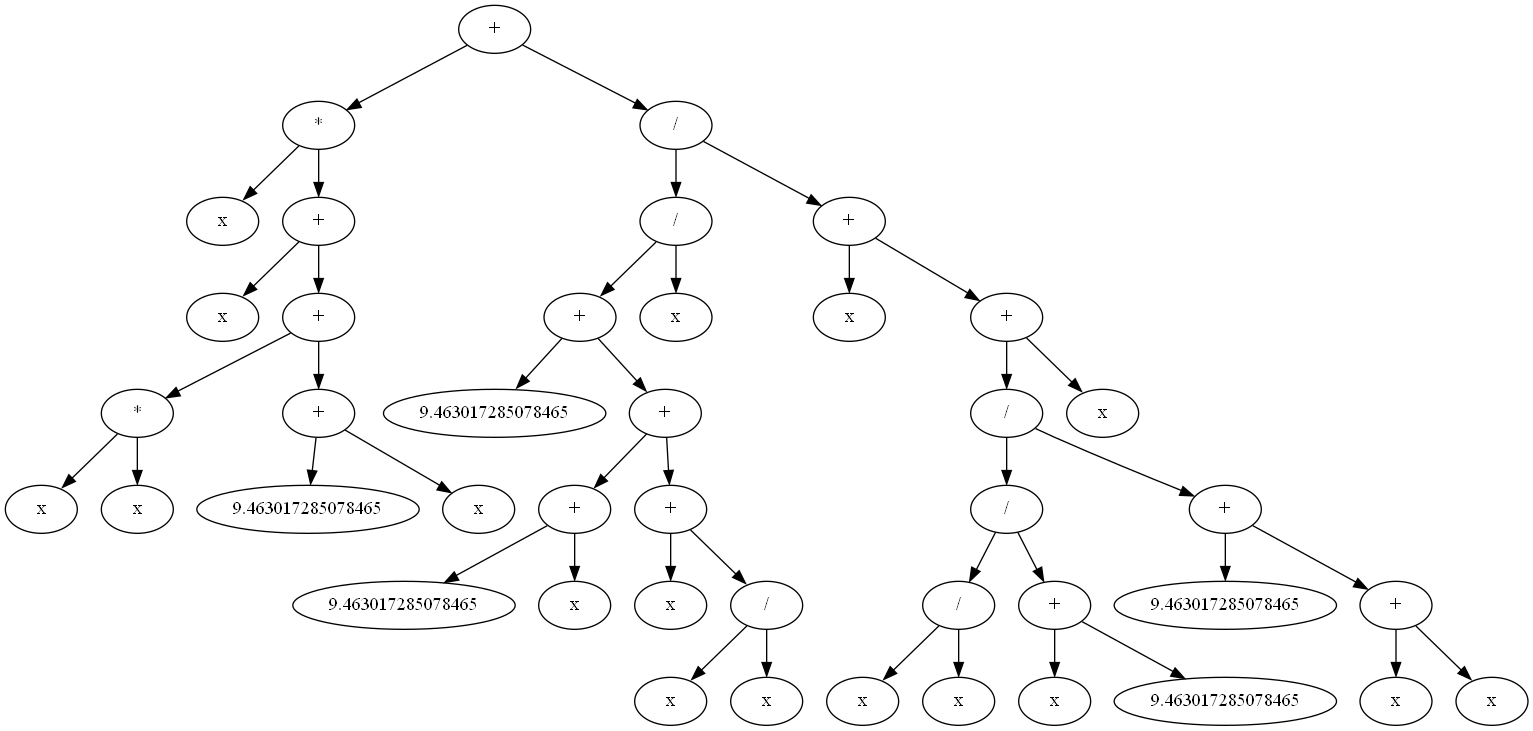 +
* /
x + / +
x + + x x +
* + 9.463017285078465 + / x
x x 9.463017285078465 x + + / +
9.463017285078465 x x / / + 9.463017285078465 +
x x x x x 9.463017285078465 x x